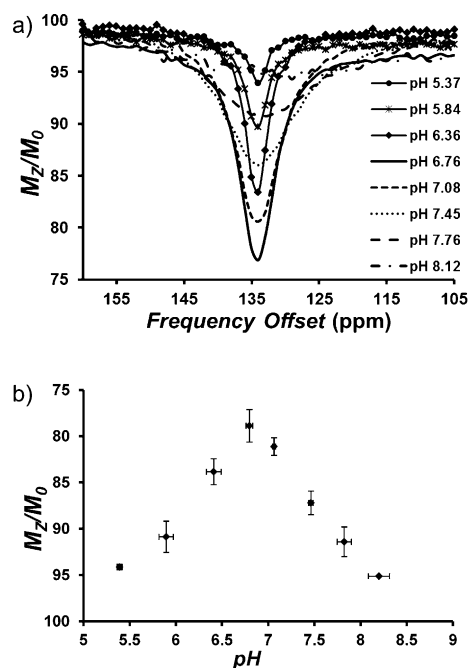 a)
100
95
90
85
80
75
M_Z/M_0
155
145
135
125
115
105
Frequency Offset (ppm)
pH 5.37
pH 5.84
pH 6.36
pH 6.76
pH 7.08
pH 7.45
pH 7.76
pH 8.12
b)
75
80
85
90
95
100
M_Z/M_0
5
5.5
6
6.5
7
7.5
8
8.5
9
pH